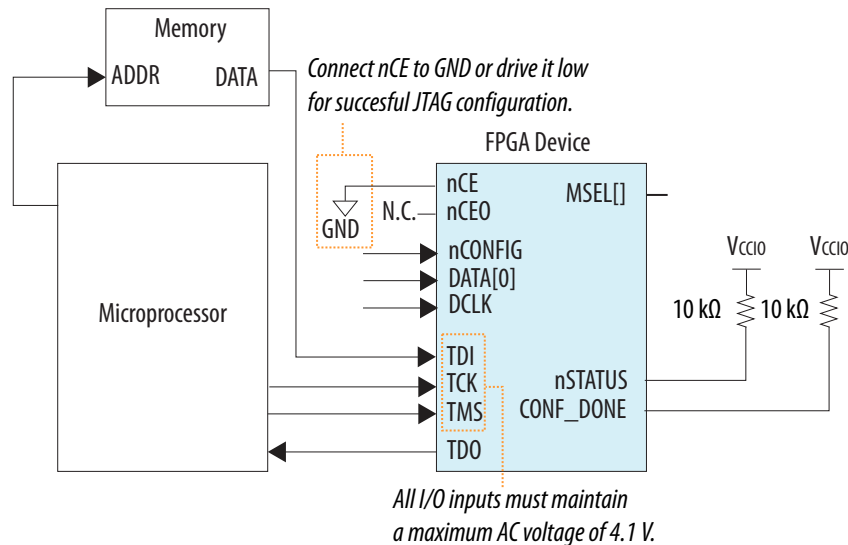 Memory
ADDR
DATA
Connect nCE to GND or drive it low
for succesful JTAG configuration.
FPGA Device
nCE
MSEL[]
N.C.
nCEO
GND
nCONFIG
DATA[0]
DCLK
VCCIO
VCCIO
10 kΩ
10 kΩ
Microprocessor
TDI
TCK
TMS
TDO
nSTATUS
CONF_DONE
All I/O inputs must maintain
a maximum AC voltage of 4.1 V.